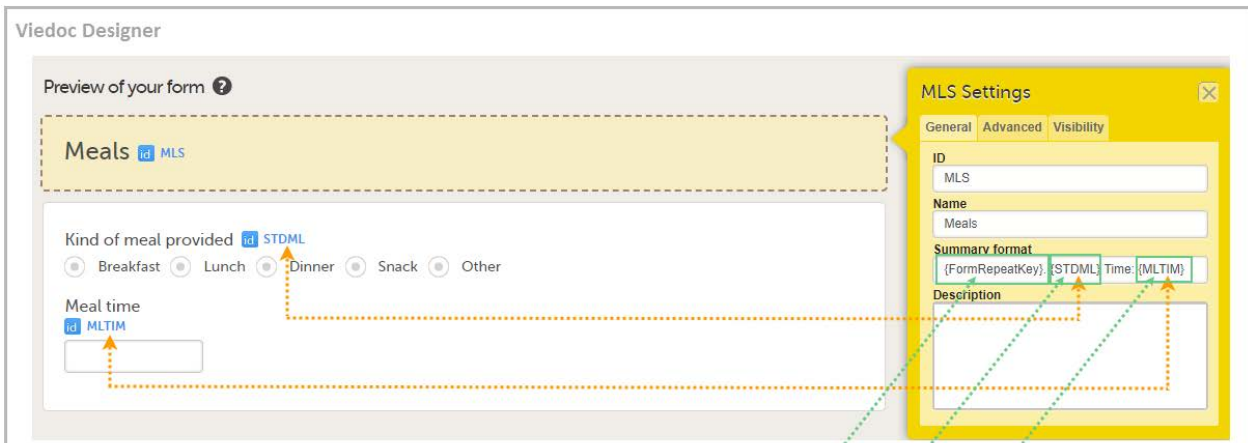 Viedoc Designer
Preview of your form ?
MLS Settings
General Advanced Visibility
Meals id MLS
ID
MLS
Name
Meals
Kind of meal provided id STDML
Breakfast Lunch Dinner Snack Other
Summary format
{FormRepeatKey}. {STDML} Time: {MLTIM}
Meal time
id MLTIM
Description